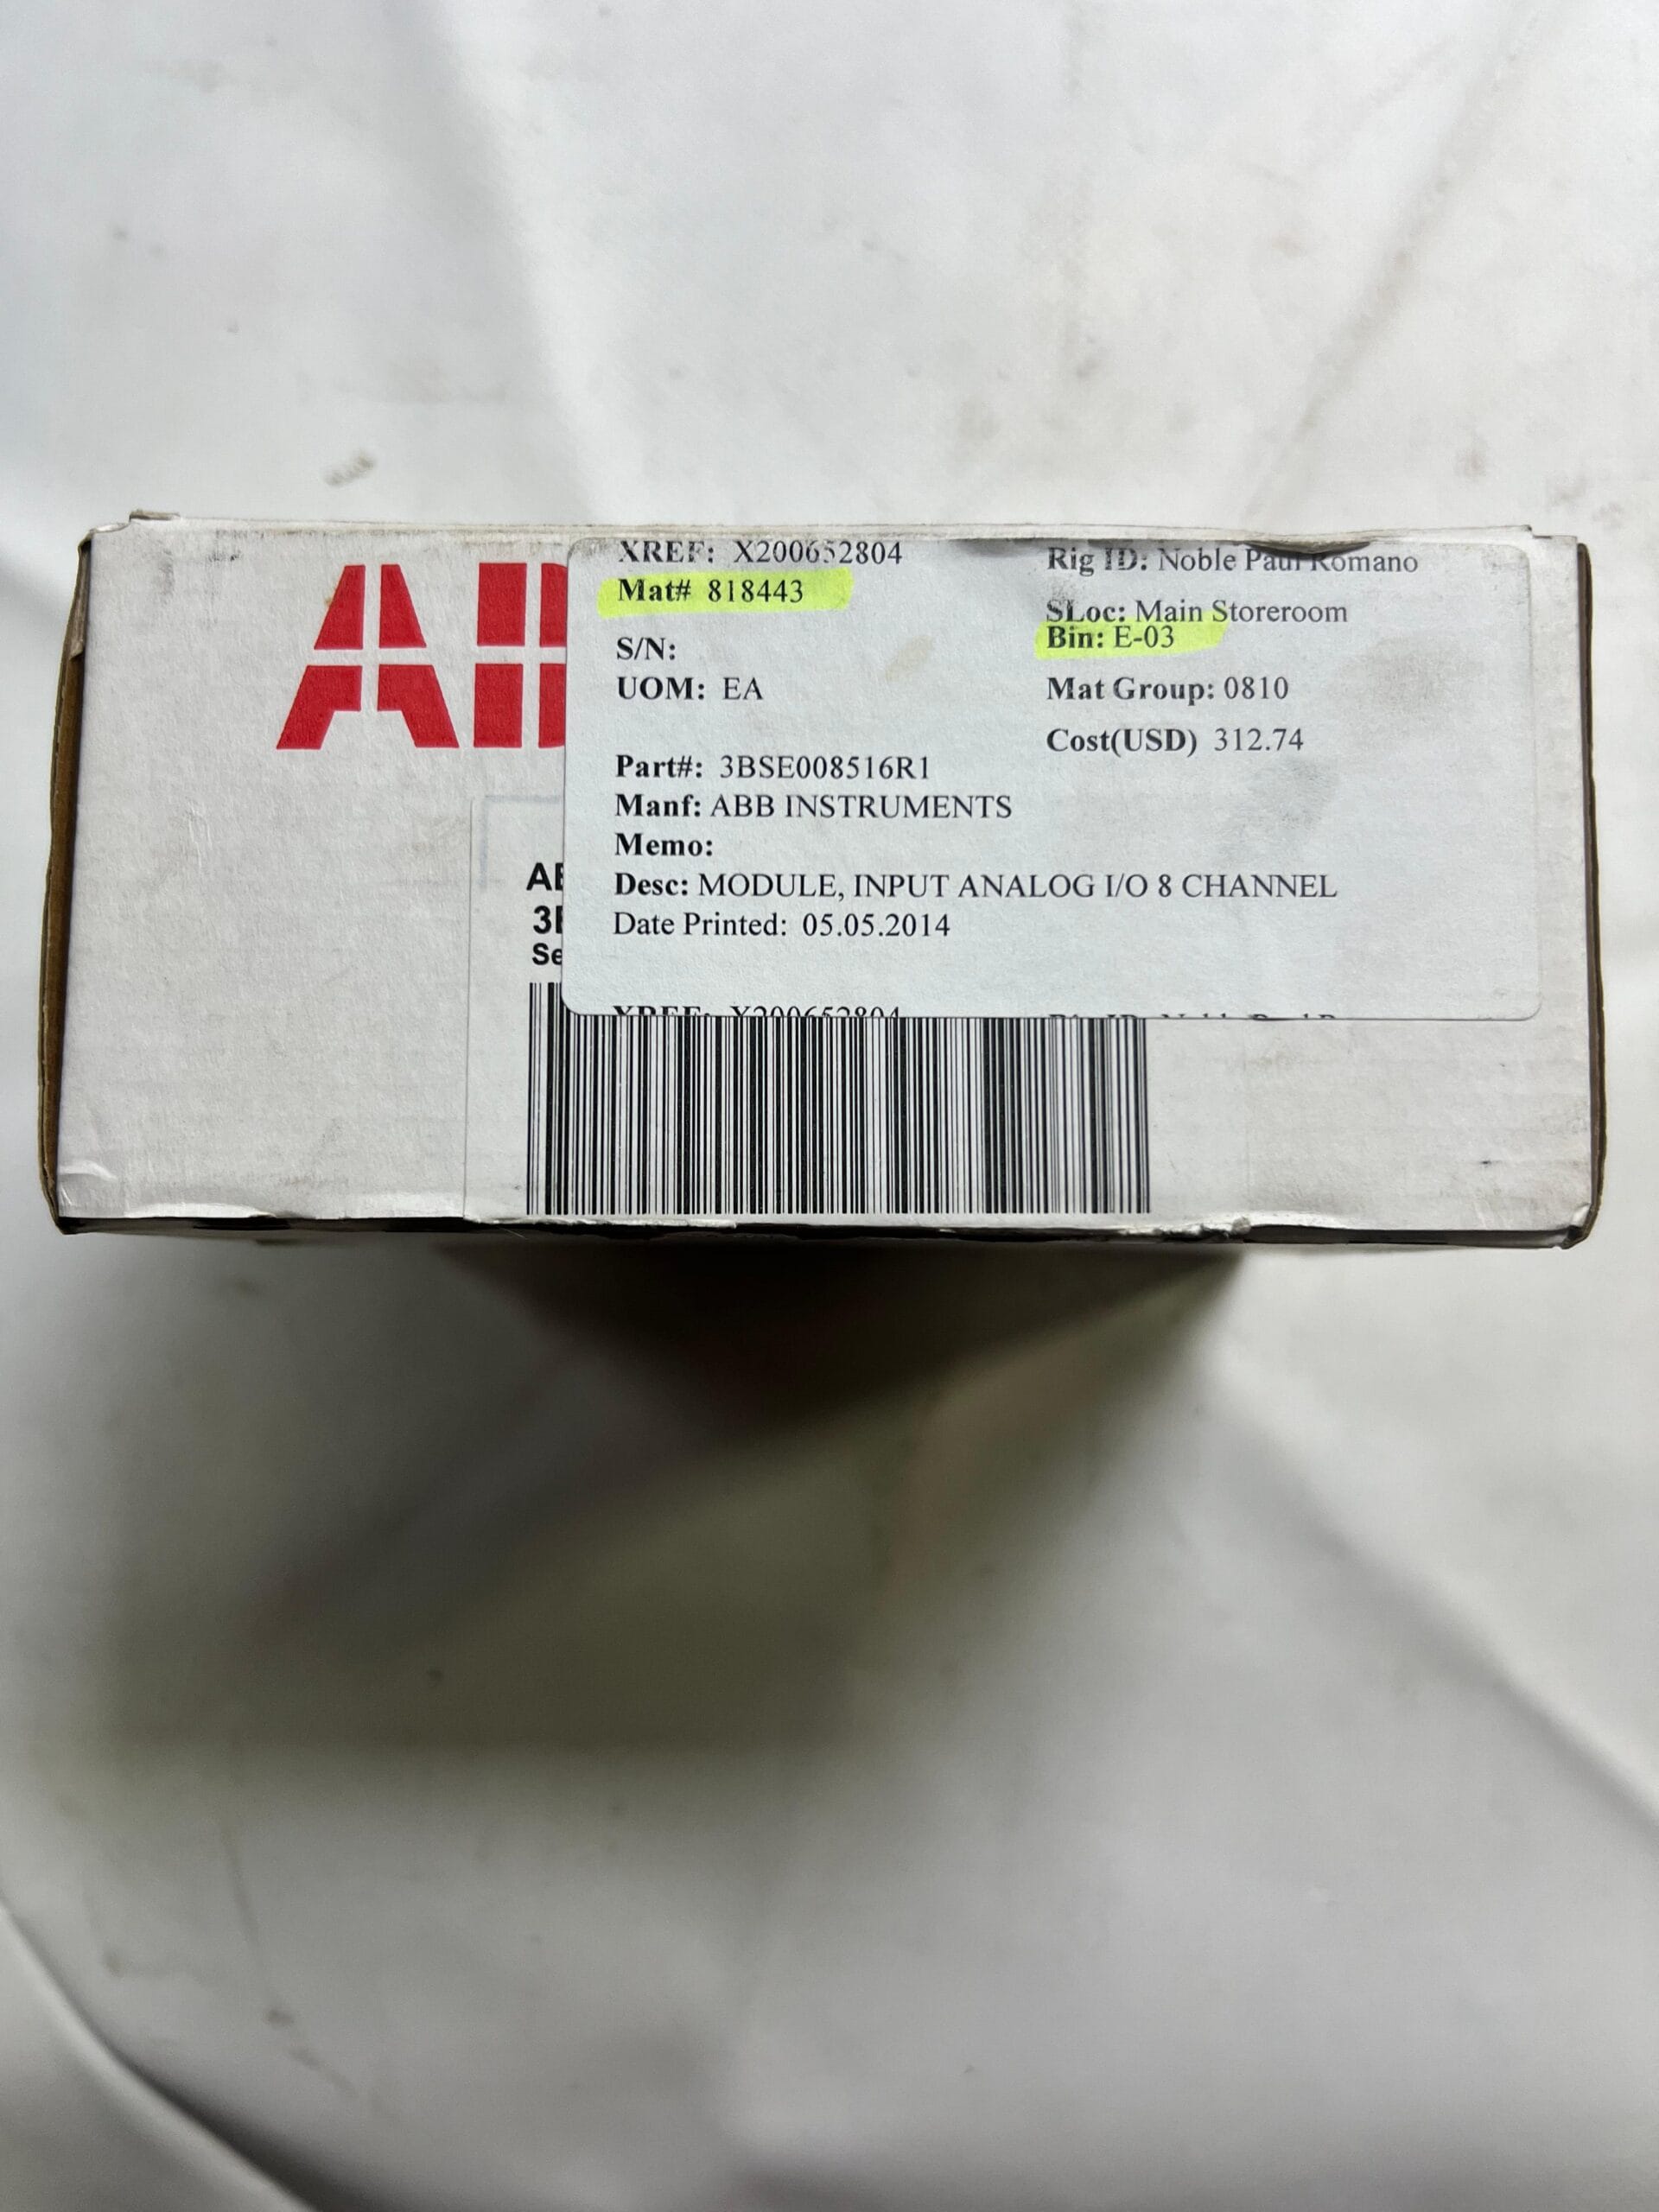 XREF: X200652804
Rig ID: Noble Paul Romano
Mat# 818443
SLoc: Main Storeroom
Bin: E-03
S/N:
UOM: EA
Mat Group: 0810
Cost(USD) 312.74
Part#: 3BSE008516R1
Manf: ABB INSTRUMENTS
Memo:
Desc: MODULE, INPUT ANALOG I/O 8 CHANNEL
Date Printed: 05.05.2014
XREF: X200652804